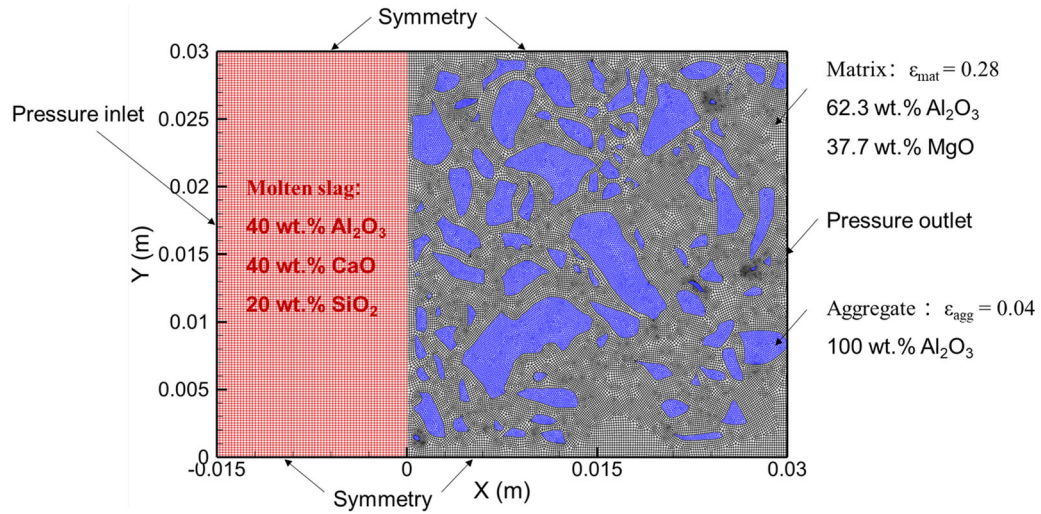 Symmetry
Pressure inlet
Y (m)
0.03
0.025
0.02
0.015
0.01
0.005
0
Molten slag:
40 wt.% Al₂O₃
40 wt.% CaO
20 wt.% SiO₂
Matrix: ε_mat = 0.28
62.3 wt.% Al₂O₃
37.7 wt.% MgO
Pressure outlet
Aggregate : ε_agg = 0.04
100 wt.% Al₂O₃
-0.015
0
0.015
0.03
X (m)
Symmetry